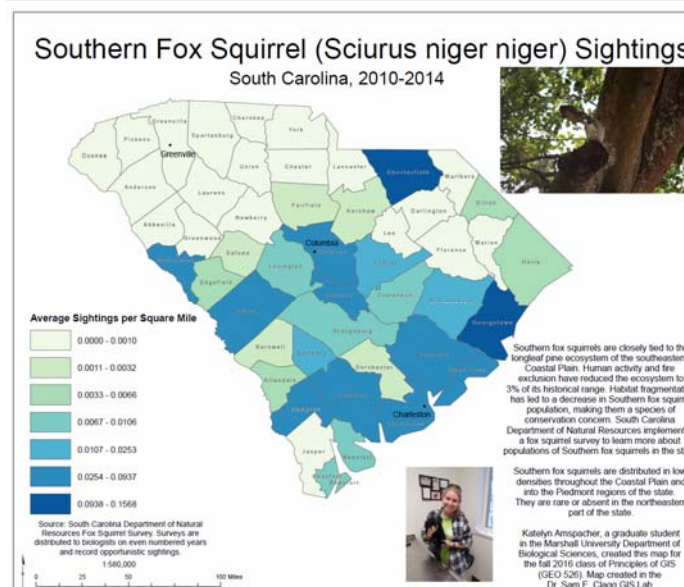 Southern Fox Squirrel (Sciurus niger niger) Sightings
South Carolina, 2010-2014
Cherokee
Greenville
York
Pickens
Spartanburg
Oconee
Greenville
Union
Chester
Lancaster
Chesterfield
Marlboro
Anderson
Laurens
Fairfield
Kershaw
Darlington
Dillon
Newberry
Lee
Marion
Abbeville
Greenwood
Columbia
Florence
Saluda
Horry
Lexington
Edgefield
Clarendon
Georgetown
Orangeburg
Barnwell
Dorchester
Allendale
Charleston
Jasper
Beaufort
Average Sightings per Square Mile
0.0000 - 0.0010
0.0011 - 0.0032
0.0033 - 0.0066
0.0067 - 0.0106
0.0107 - 0.0253
0.0254 - 0.0937
0.0938 - 0.1568
Source: South Carolina Department of Natural
Resources Fox Squirrel Survey. Surveys are
distributed to biologists on even numbered years
and record opportunistic sightings.
1:580,000
0
25
50
100 Miles
Southern fox squirrels are closely tied to the
longleaf pine ecosystem of the southeastern
Coastal Plain. Human activity and fire
exclusion have reduced the ecosystem to
3% of its historical range. Habitat fragmentat
has led to a decrease in Southern fox squirr
population, making them a species of
conservation concern. South Carolina
Department of Natural Resources implement
a fox squirrel survey to learn more about
populations of Southern fox squirrels in the sta
Southern fox squirrels are distributed in low
densities throughout the Coastal Plain and
into the Piedmont regions of the state.
They are rare or absent in the northeastern
part of the state.
Katelyn Amspacher, a graduate student
in the Marshall University Department of
Biological Sciences, created this map for
the fall 2016 class of Principles of GIS
(GEO 526). Map created in the
Dr. Sam E. Clagg GIS Lab